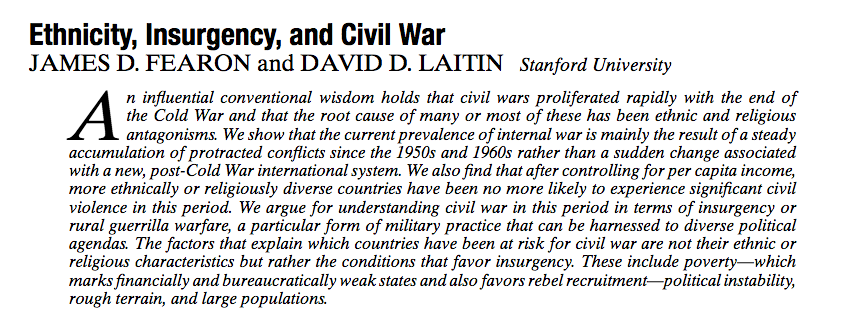 Ethnicity, Insurgency, and Civil War
JAMES D. FEARON and DAVID D. LAITIN Stanford University
An influential conventional wisdom holds that civil wars proliferated rapidly with the end of
the Cold War and that the root cause of many or most of these has been ethnic and religious
antagonisms. We show that the current prevalence of internal war is mainly the result of a steady
accumulation of protracted conflicts since the 1950s and 1960s rather than a sudden change associated
with a new, post-Cold War international system. We also find that after controlling for per capita income,
more ethnically or religiously diverse countries have been no more likely to experience significant civil
violence in this period. We argue for understanding civil war in this period in terms of insurgency or
rural guerrilla warfare, a particular form of military practice that can be harnessed to diverse political
agendas. The factors that explain which countries have been at risk for civil war are not their ethnic or
religious characteristics but rather the conditions that favor insurgency. These include poverty—which
marks financially and bureaucratically weak states and also favors rebel recruitment—political instability,
rough terrain, and large populations.